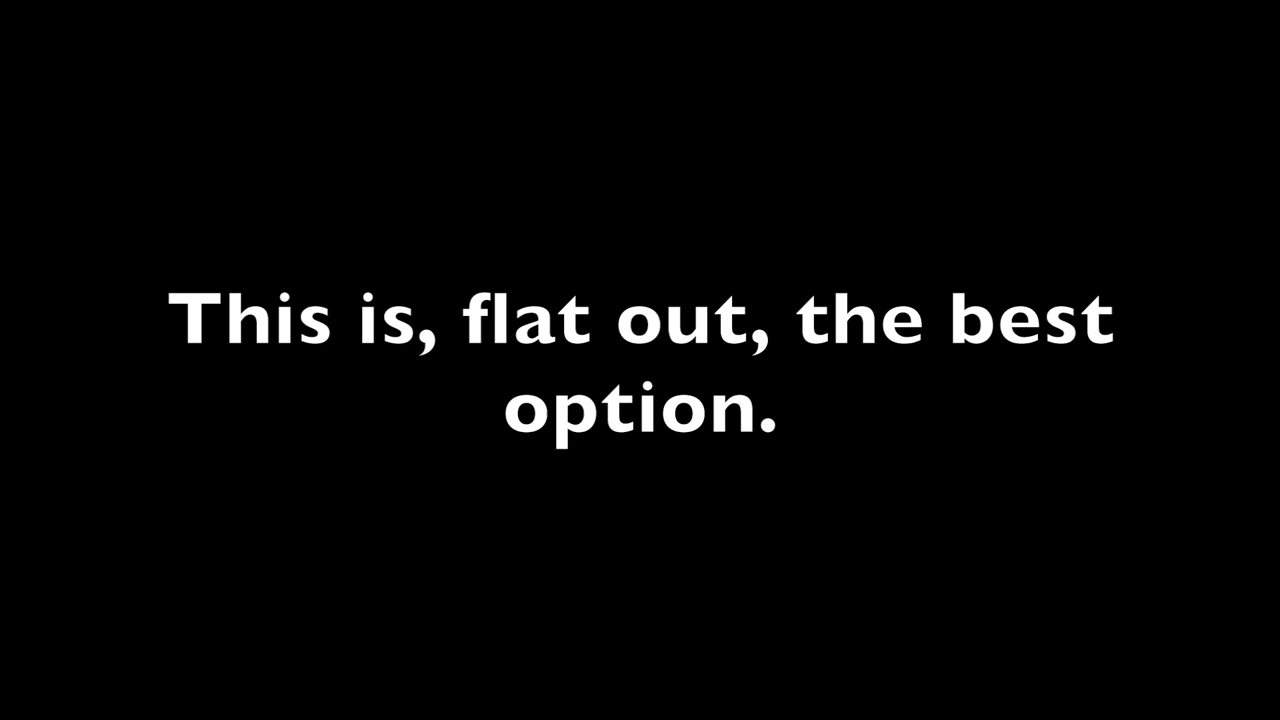 This is, flat out, the best
option.